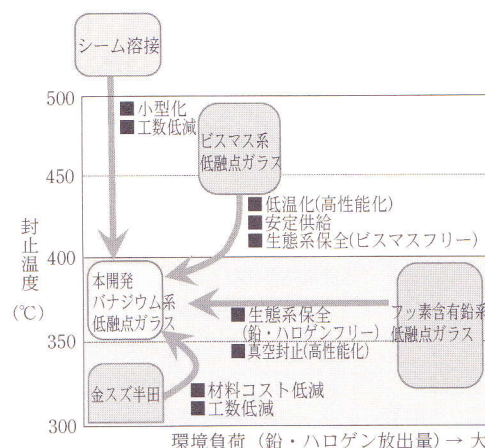 シーム溶接
500
■小型化
■工数低減
ビスマス系
低融点ガラス
450
■低温化(高性能化)
■安定供給
■生態系保全(ビスマスフリー)
封止温度
(℃)
400
本開発
バナジウム系
低融点ガラス
フッ素含有鉛系
低融点ガラス
■生態系保全
(鉛・ハロゲンフリー)
■真空封止(高性能化)
350
金スズ半田
■材料コスト低減
■工数低減
300
環境負荷（鉛・ハロゲン放出量）→ 大